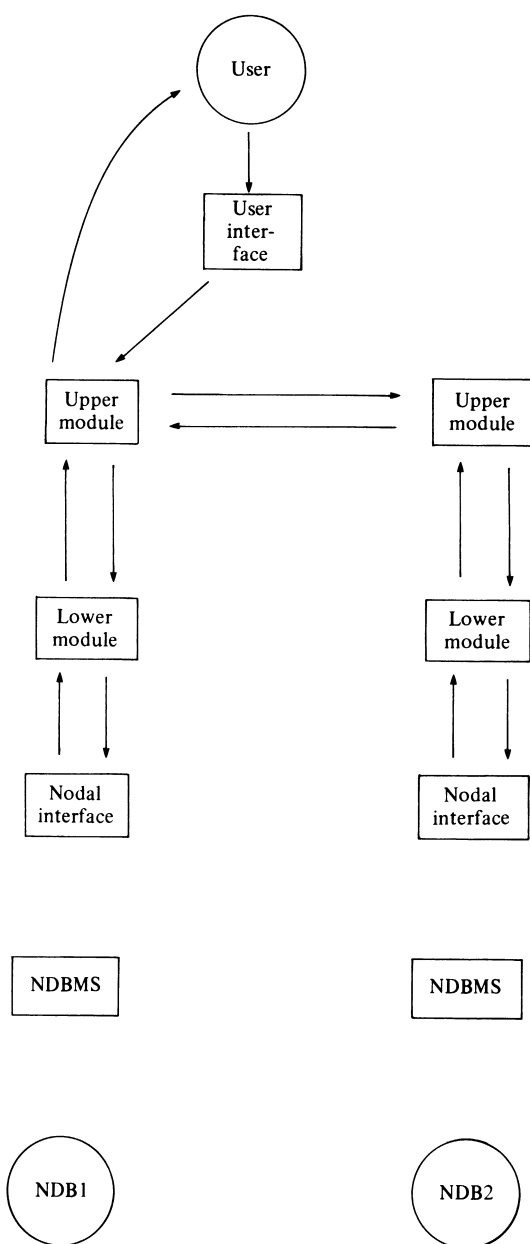 User
User
inter-
face
Upper
module
Upper
module
Lower
module
Lower
module
Nodal
interface
Nodal
interface
NDBMS
NDBMS
NDB1
NDB2